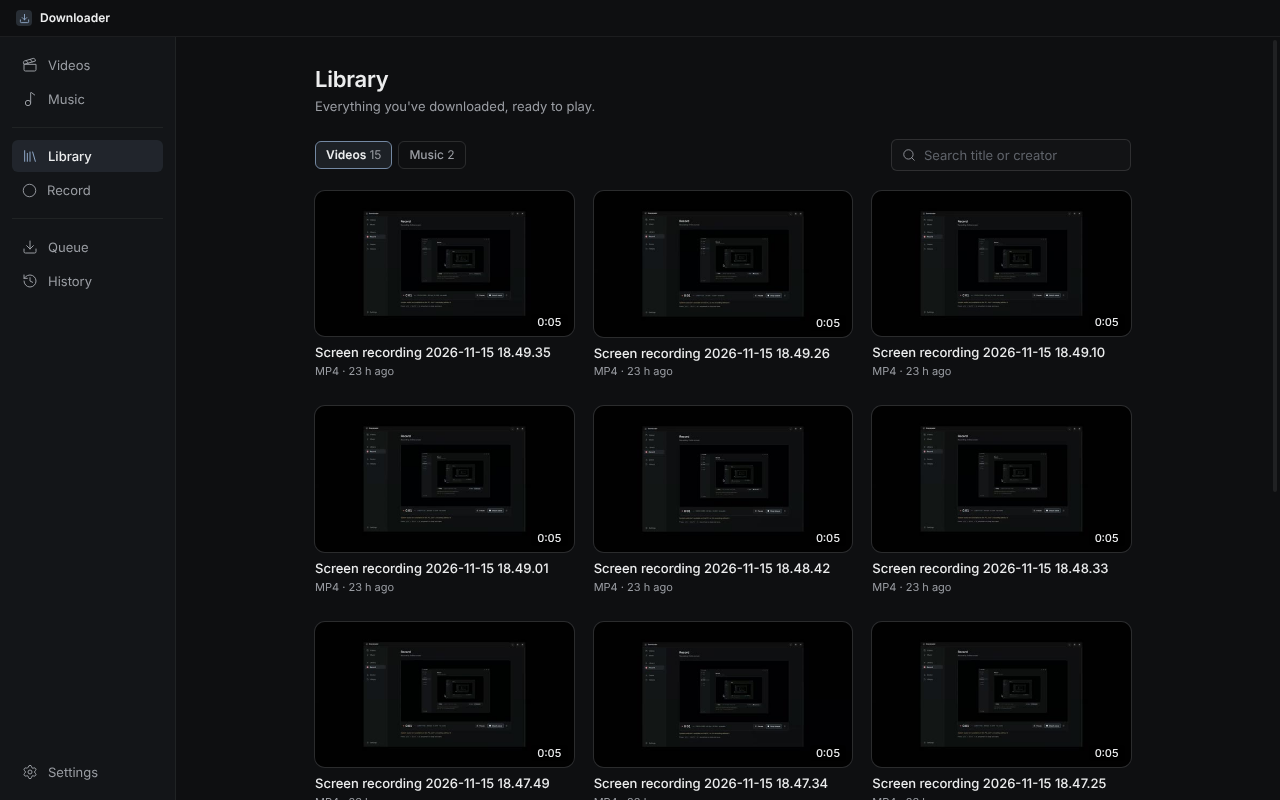 Downloader
Videos
Music
Library
Record
Queue
History
Settings
Library
Everything you've downloaded, ready to play.
Videos 15
Music 2
Search title or creator
0:05
0:05
0:05
Screen recording 2026-11-15 18.49.35
Screen recording 2026-11-15 18.49.26
Screen recording 2026-11-15 18.49.10
MP4 · 23 h ago
MP4 · 23 h ago
MP4 · 23 h ago
0:05
0:05
0:05
Screen recording 2026-11-15 18.49.01
Screen recording 2026-11-15 18.48.42
Screen recording 2026-11-15 18.48.33
MP4 · 23 h ago
MP4 · 23 h ago
MP4 · 23 h ago
0:05
0:05
0:05
Screen recording 2026-11-15 18.47.49
Screen recording 2026-11-15 18.47.34
Screen recording 2026-11-15 18.47.25